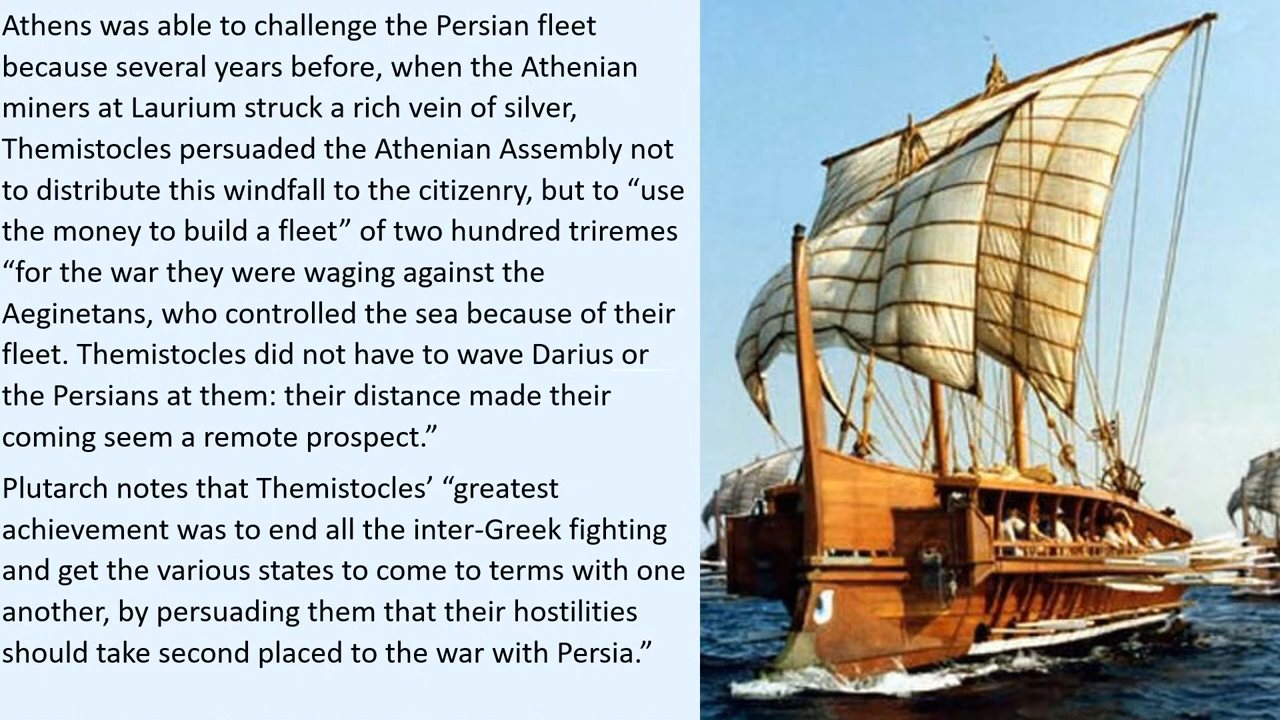 Athens was able to challenge the Persian fleet
because several years before, when the Athenian
miners at Laurium struck a rich vein of silver,
Themistocles persuaded the Athenian Assembly not
to distribute this windfall to the citizenry, but to “use
the money to build a fleet” of two hundred triremes
“for the war they were waging against the
Aeginetans, who controlled the sea because of their
fleet. Themistocles did not have to wave Darius or
the Persians at them: their distance made their
coming seem a remote prospect.”
Plutarch notes that Themistocles’ “greatest
achievement was to end all the inter-Greek fighting
and get the various states to come to terms with one
another, by persuading them that their hostilities
should take second placed to the war with Persia.”